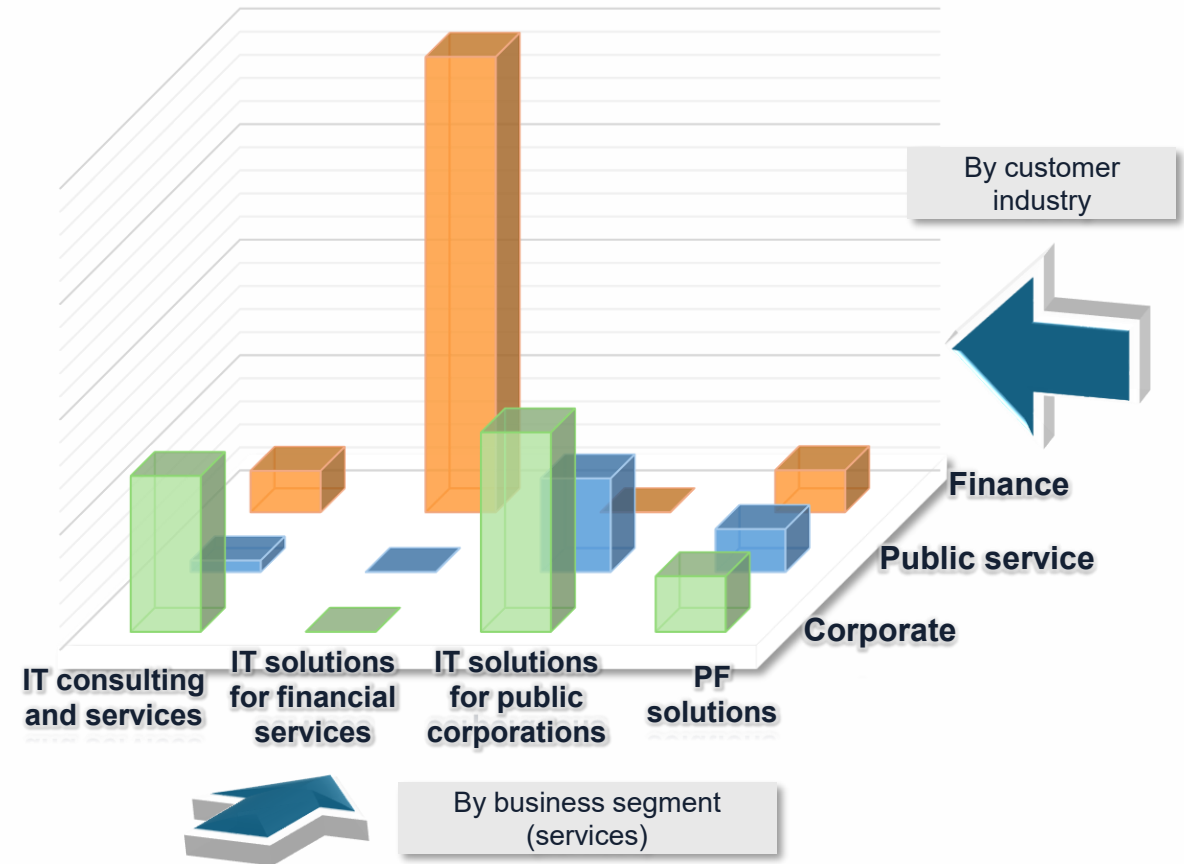 By customer
industry
Finance
Public service
Corporate
IT consulting
and services
IT solutions
for financial
services
IT solutions
for public
corporations
PF
solutions
By business segment
(services)